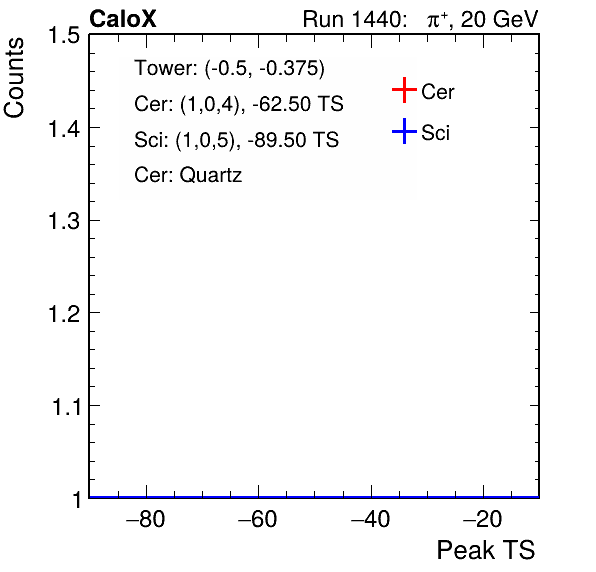 CaloX Run 1440: π+, 20 GeV
Counts
1.5
1.4
1.3
1.2
1.1
1
Tower: (-0.5, -0.375)
Cer: (1,0,4), -62.50 TS
Sci: (1,0,5), -89.50 TS
Cer: Quartz
Cer
Sci
−80 −60 −40 −20
Peak TS